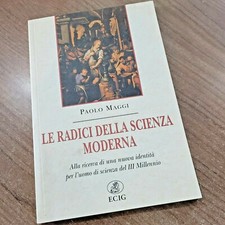 PAOLO MAGGI
LE RADICI DELLA SCIENZA
MODERNA
Alla ricerca di una nuova identità
per l'uomo di scienza del III Millennio
ECIG